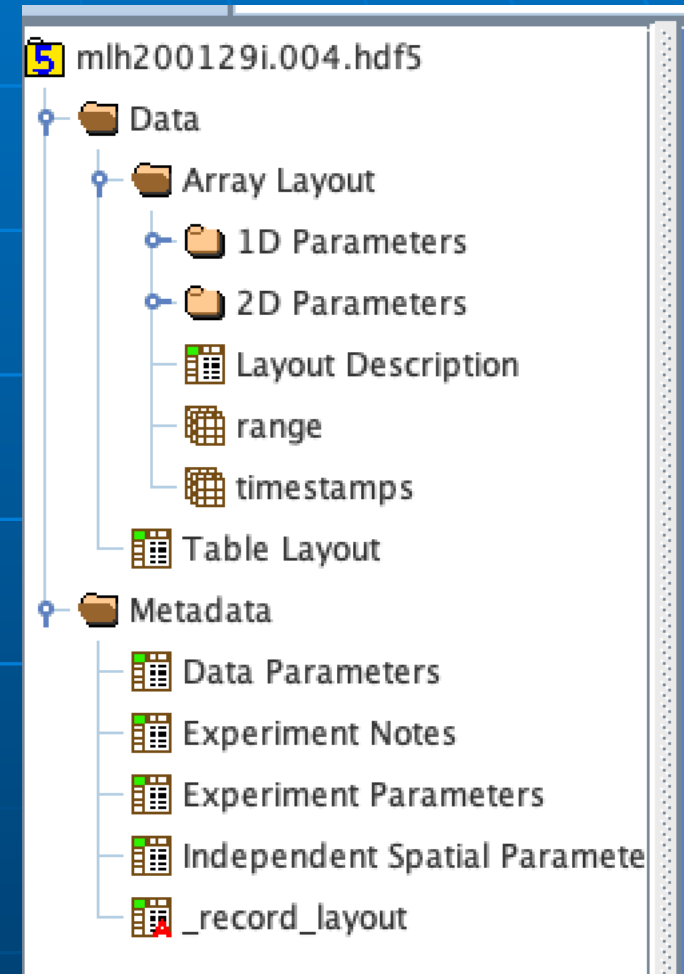 5 mlh200129i.004.hdf5
Data
Array Layout
1D Parameters
2D Parameters
Layout Description
range
timestamps
Table Layout
Metadata
Data Parameters
Experiment Notes
Experiment Parameters
Independent Spatial Paramete
A _record_layout